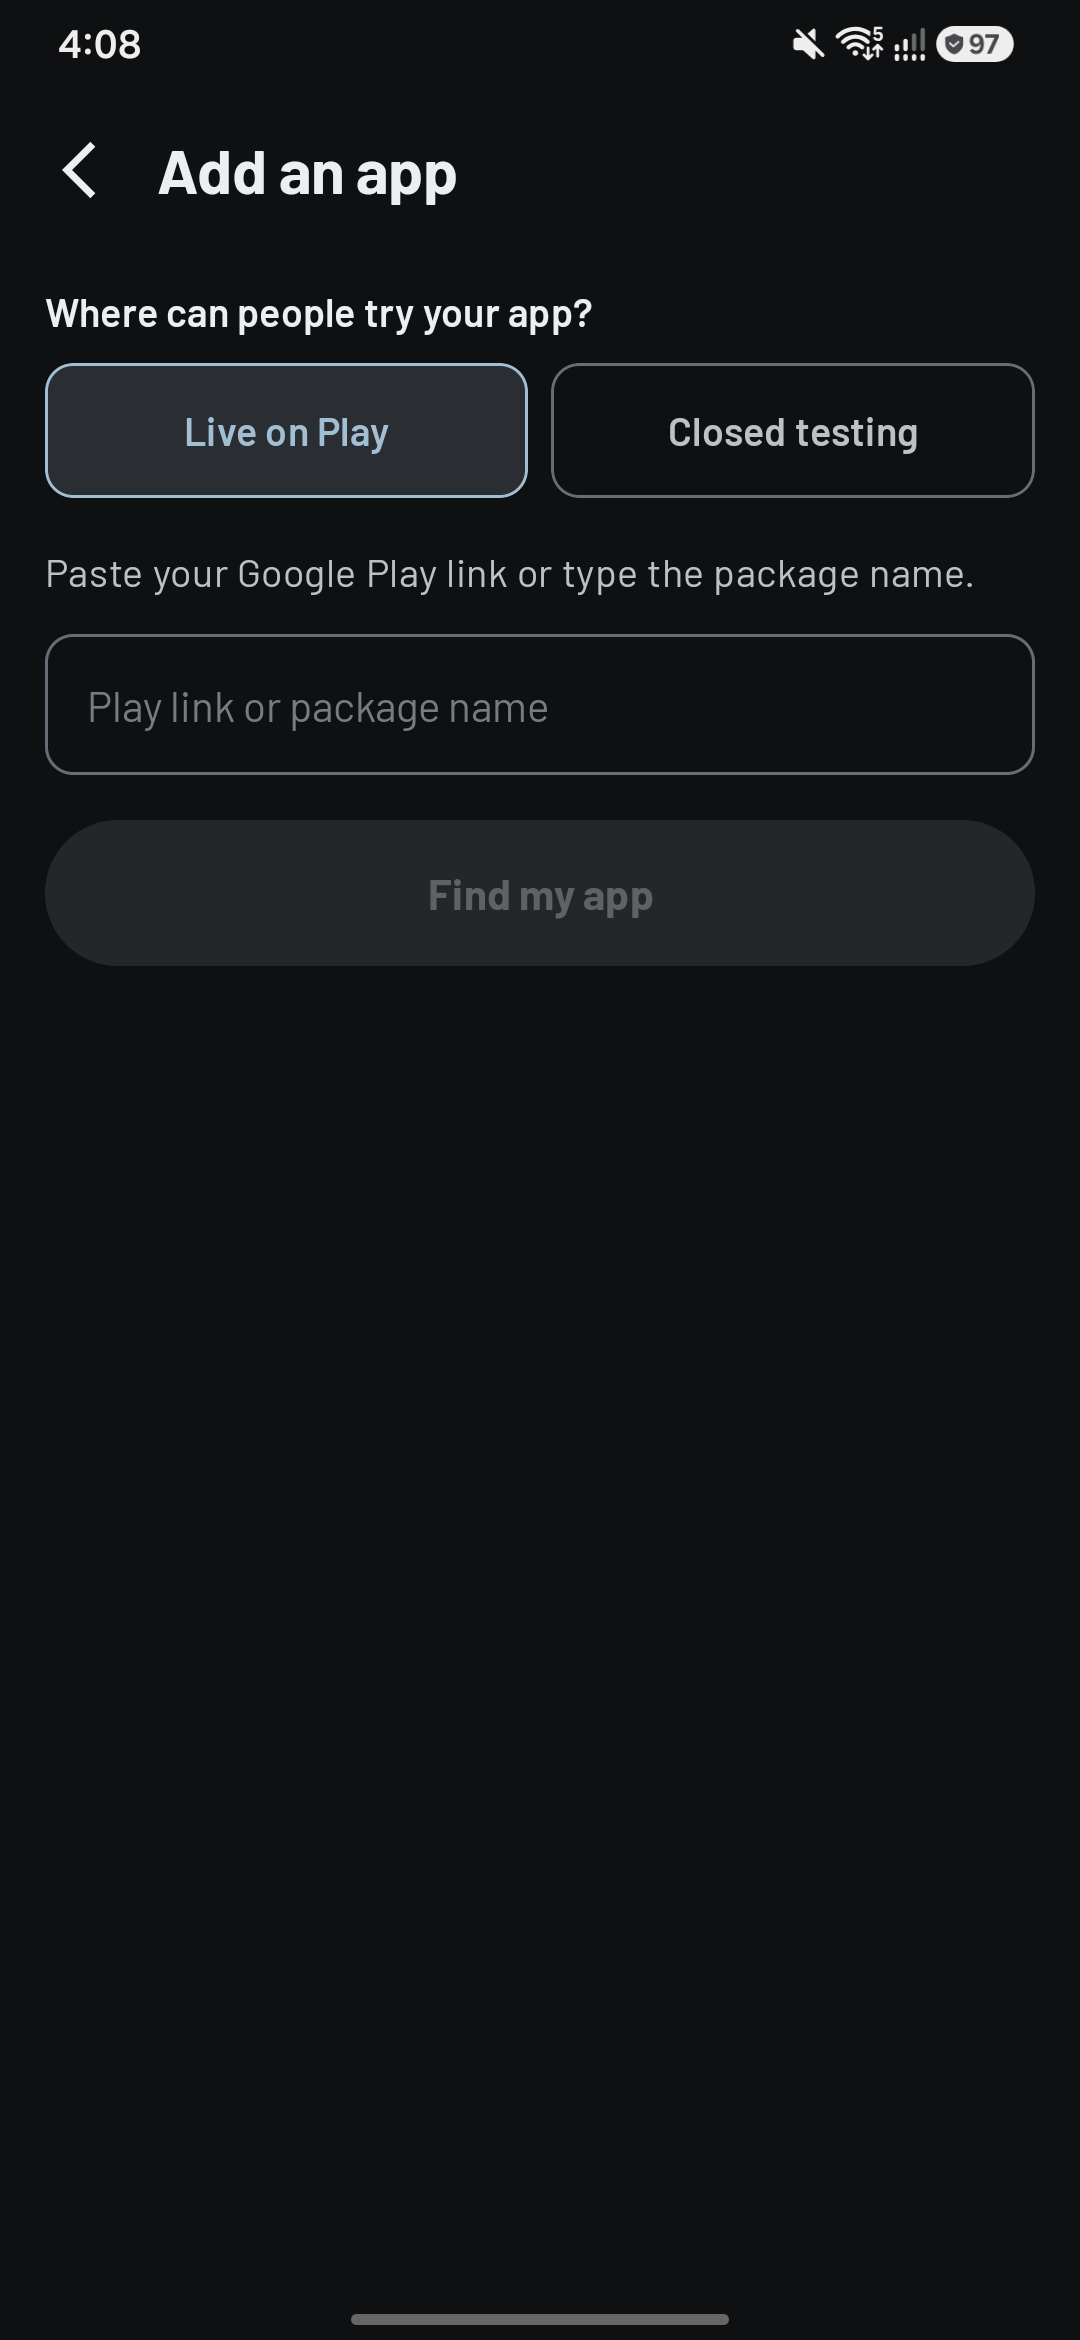 4:08
5
97
Add an app
Where can people try your app?
Live on Play
Closed testing
Paste your Google Play link or type the package name.
Play link or package name
Find my app